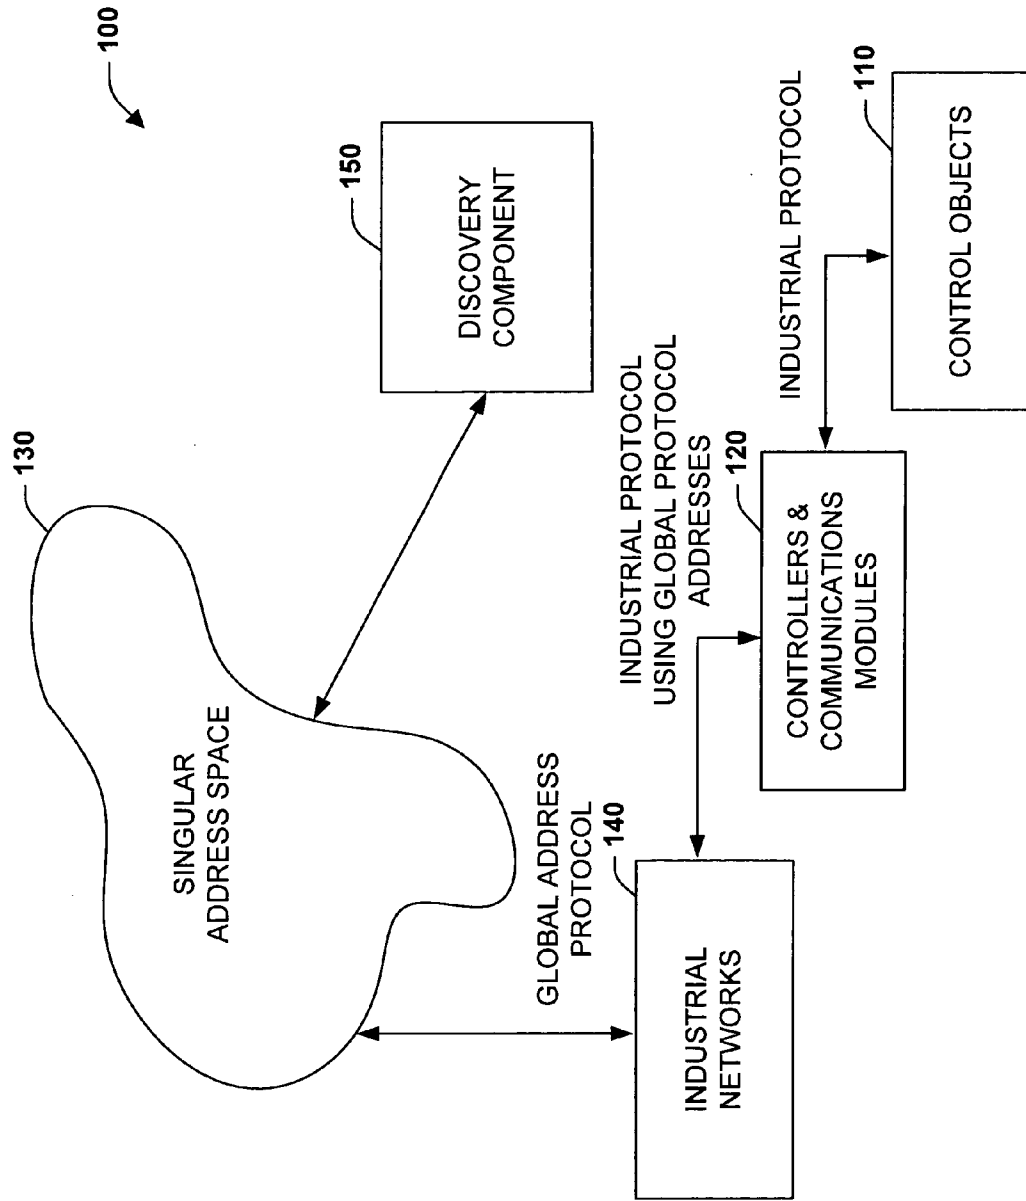 100
130
SINGULAR
ADDRESS SPACE
150
DISCOVERY
COMPONENT
GLOBAL ADDRESS
PROTOCOL
140
INDUSTRIAL
NETWORKS
INDUSTRIAL PROTOCOL
USING GLOBAL PROTOCOL
ADDRESSES
120
CONTROLLERS &
COMMUNICATIONS
MODULES
INDUSTRIAL PROTOCOL
110
CONTROL OBJECTS